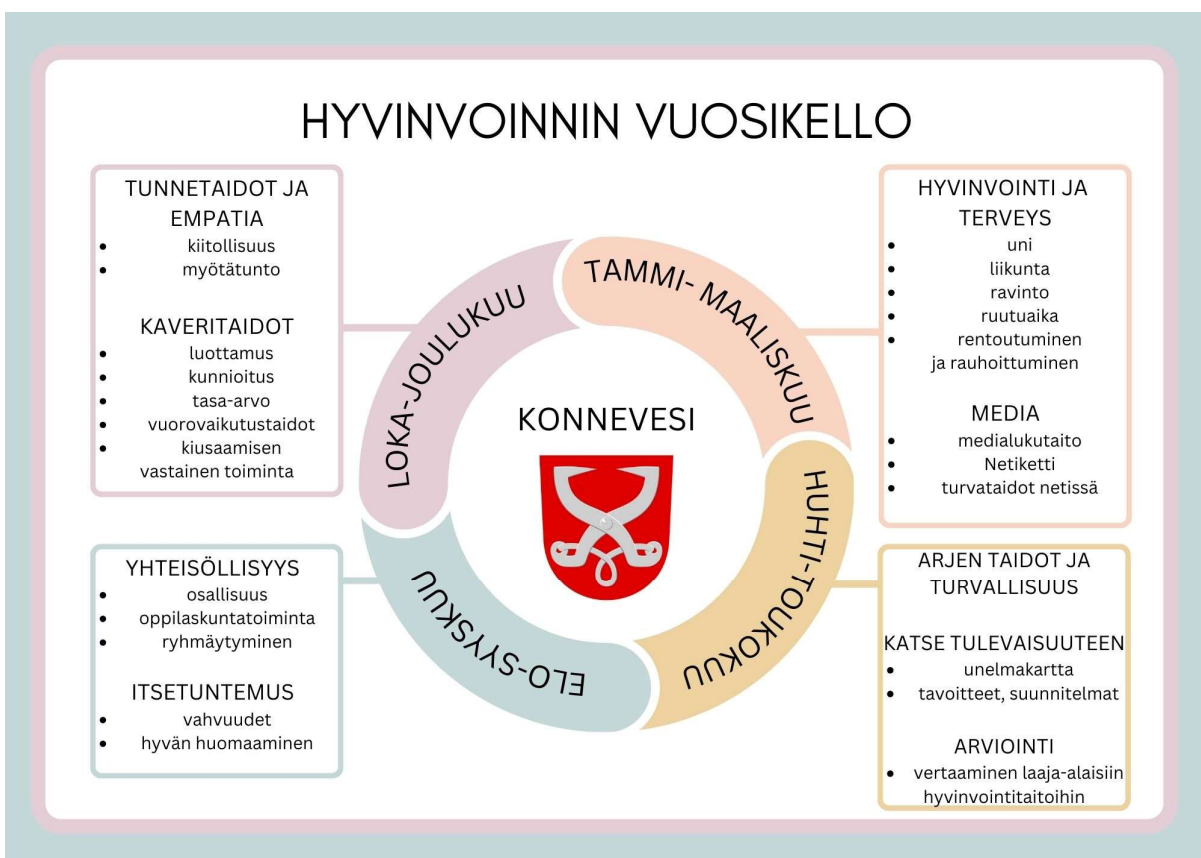 HYVINVOINNIN VUOSIKELLO
TUNNETAIDOT JA
EMPATIA
• kiitollisuus
• myötätunto
KAVERITAIDOT
• luottamus
• kunnioitus
• tasa-arvo
• vuorovaikutustaidot
• kiusaamisen
vastainen toiminta
YHTEISÖLLISYYS
• osallisuus
• oppilaskuntatoiminta
• ryhmäytyminen
ITSETUNTEMUS
• vahvuudet
• hyvän huomaaminen
LOKA-JOULUKUU
TAMMI- MAALISKUU
KONNEVESI
HUHTI-TOUKOKUU
ELO-SYYSKUU
HYVINVOINTI JA
TERVEYS
• uni
• liikunta
• ravinto
• ruutuaika
• rentoutuminen
ja rauhoittuminen
MEDIA
• medialukutaito
• Netiketti
• turvataidot netissä
ARJEN TAIDOT JA
TURVALLISUUS
KATSE TULEVAISUUTEEN
• unelmakartta
• tavoitteet, suunnitelmat
ARVIOINTI
• vertaaminen laaja-alaisiin
hyvinvointitaitoihin